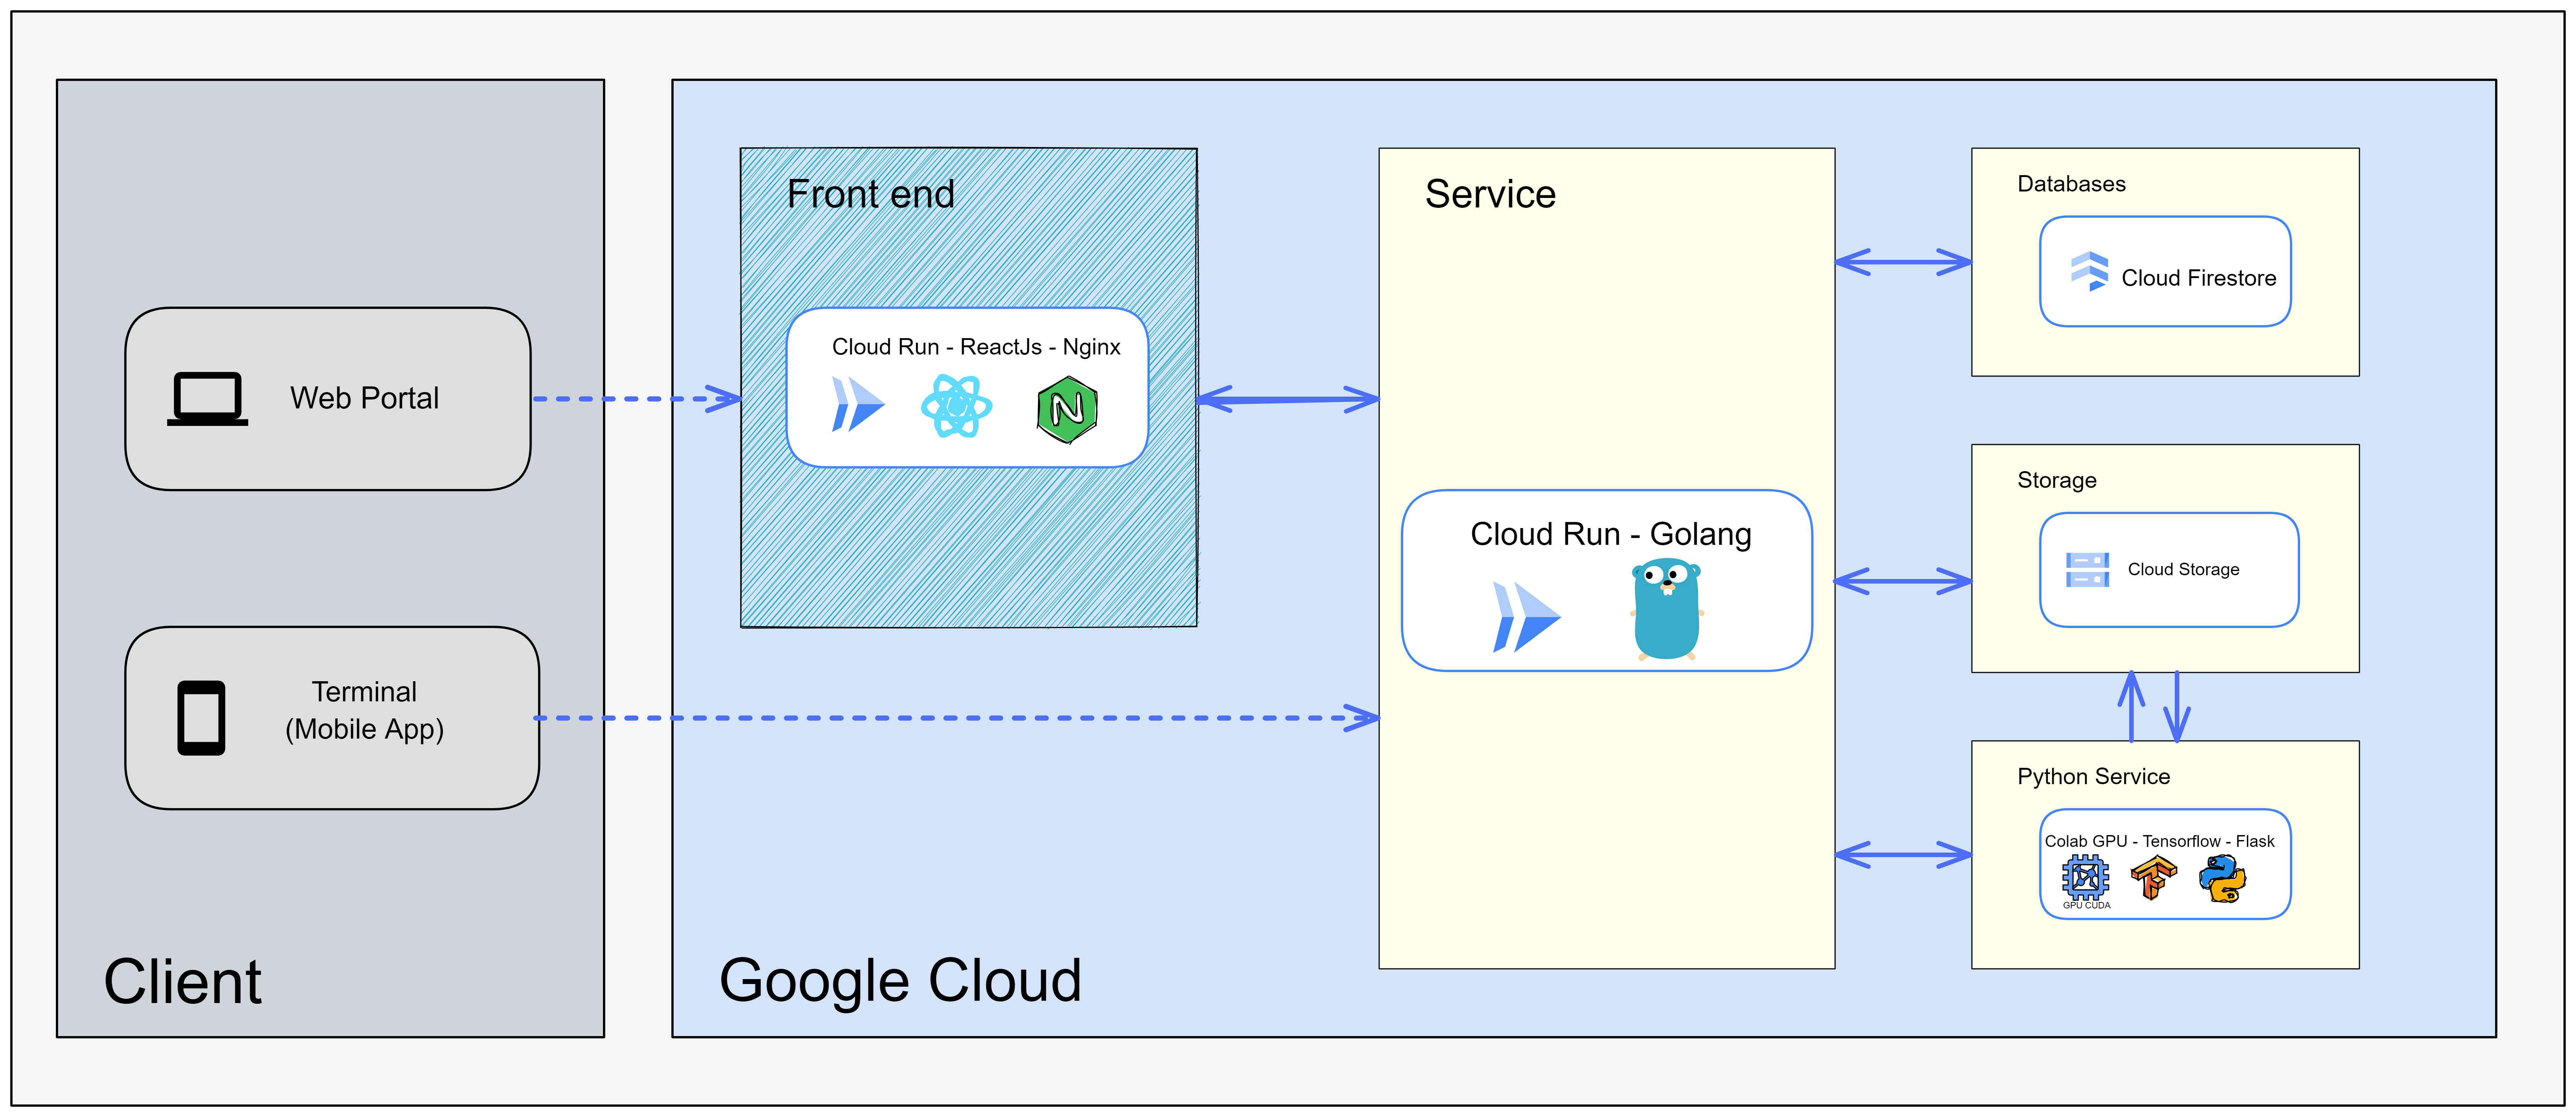 Client
Web Portal
Terminal
(Mobile App)
Google Cloud
Front end
Cloud Run - ReactJs - Nginx
Service
Cloud Run - Golang
Databases
Cloud Firestore
Storage
Cloud Storage
Python Service
Colab GPU - Tensorflow - Flask
GPU CUDA